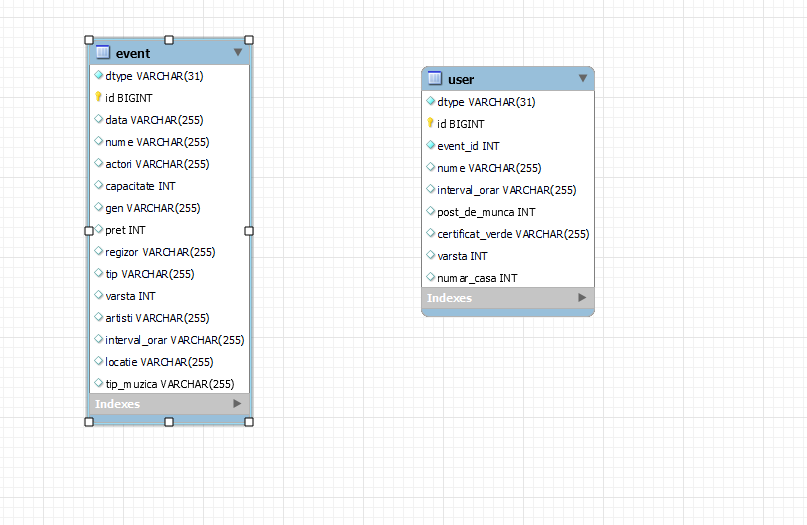 event
dtype VARCHAR(31)
id BIGINT
data VARCHAR(255)
nume VARCHAR(255)
actori VARCHAR(255)
capacitate INT
gen VARCHAR(255)
pret INT
regizor VARCHAR(255)
tip VARCHAR(255)
varsta INT
artisti VARCHAR(255)
interval_orar VARCHAR(255)
locatie VARCHAR(255)
tip_muzica VARCHAR(255)
Indexes
user
dtype VARCHAR(31)
id BIGINT
event_id INT
nume VARCHAR(255)
interval_orar VARCHAR(255)
post_de_munca INT
certificat_verde VARCHAR(255)
varsta INT
numar_casa INT
Indexes